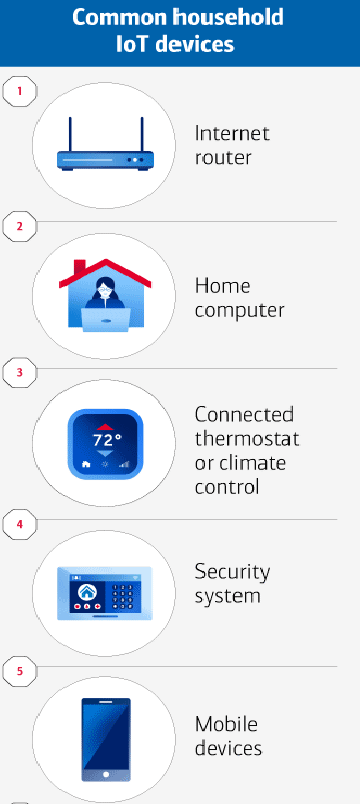 Common household
IoT devices
1
Internet
router
2
Home
computer
3
72°
Connected
thermostat
or climate
control
4
Security
system
5
Mobile
devices